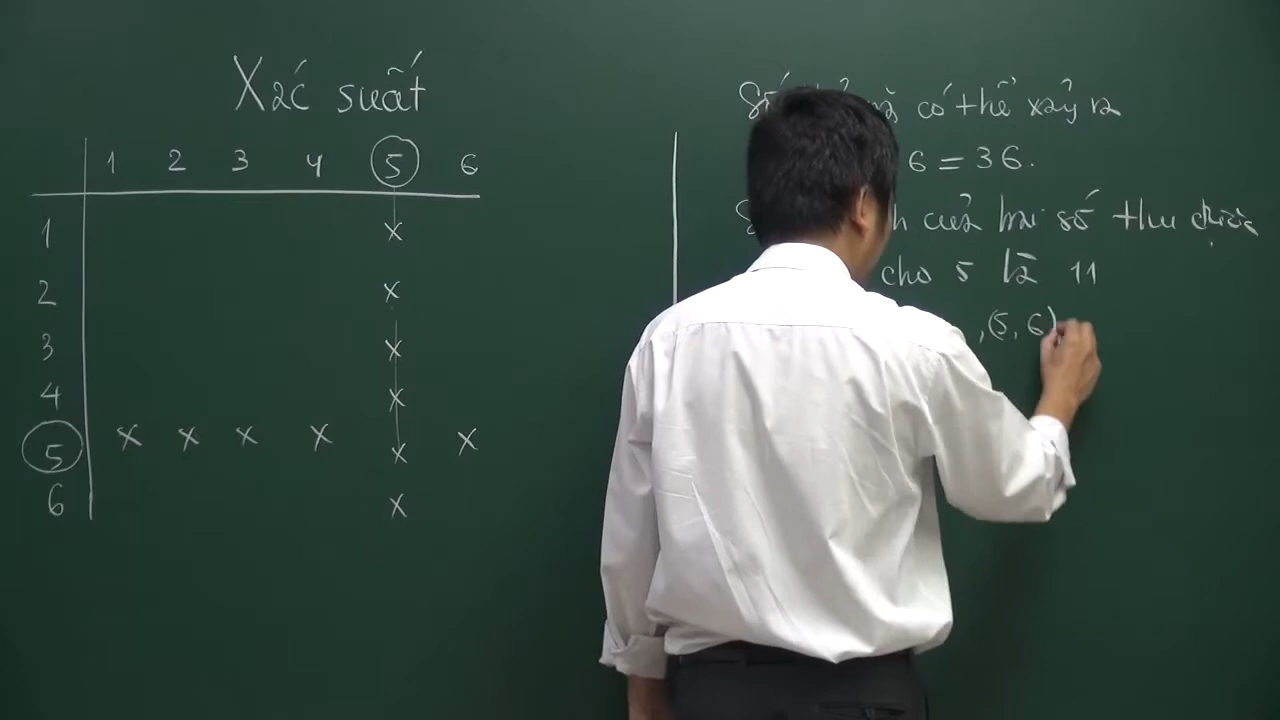 Xác suất
1 2 3 4 5 6
1 x
2 x
3 x
4 x
5 x x x x x x
6 x
Số có thể xảy ra
6 = 36.
của hai số thu được
cho 5 là 11
, (5, 6)